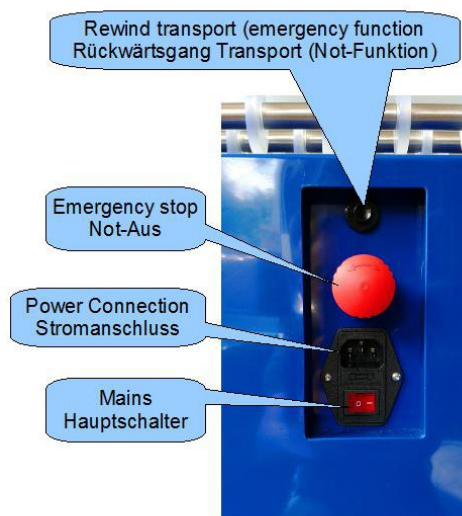 Rewind transport (emergency function
Rückwärtsgang Transport (Not-Funktion)
Emergency stop
Not-Aus
Power Connection
Stromanschluss
Mains
Hauptschalter